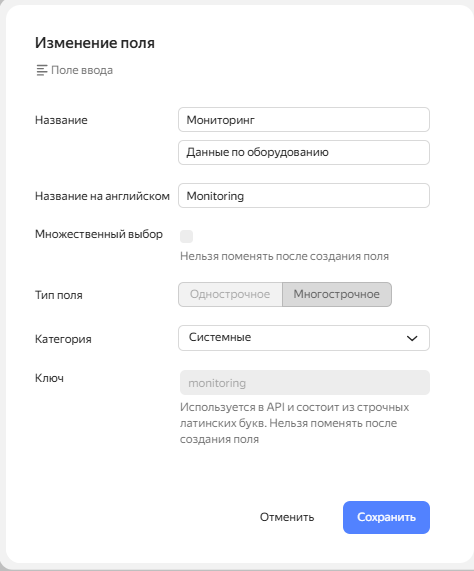 Изменение поля
Поле ввода
Название
Мониторинг
Данные по оборудованию
Название на английском
Monitoring
Множественный выбор
Нельзя поменять после создания поля
Тип поля
Однострочное
Многострочное
Категория
Системные
Ключ
monitoring
Используется в API и состоит из строчных
латинских букв. Нельзя поменять после
создания поля
Отменить
Сохранить